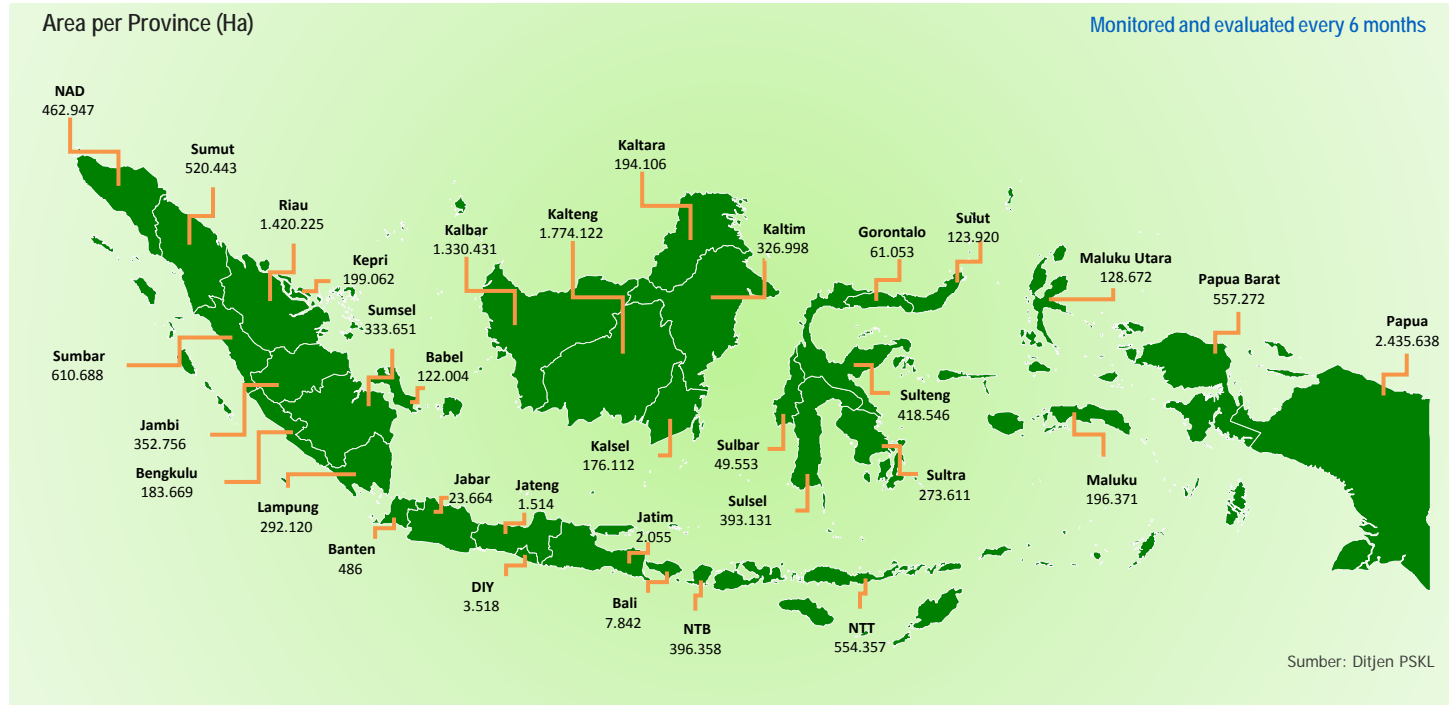 Area per Province (Ha)
Monitored and evaluated every 6 months
NAD
462.947
Sumut
520.443
Riau
1.420.225
Kepri
199.062
Sumsel
333.651
Babel
122.004
Sumbar
610.688
Jambi
352.756
Bengkulu
183.669
Lampung
292.120
Banten
486
Jabar
23.664
Jateng
1.514
DIY
3.518
Jatim
2.055
Bali
7.842
NTB
396.358
NTT
554.357
Kalbar
1.330.431
Kalteng
1.774.122
Kaltara
194.106
Kaltim
326.998
Kalsel
176.112
Gorontalo
61.053
Sulut
123.920
Sulteng
418.546
Sulbar
49.553
Sulsel
393.131
Sultra
273.611
Maluku Utara
128.672
Maluku
196.371
Papua Barat
557.272
Papua
2.435.638
Sumber: Ditjen PSKL